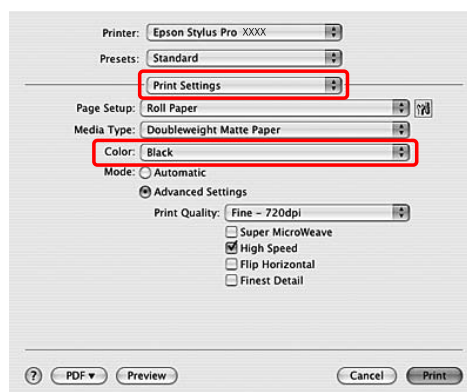 Printer: Epson Stylus Pro XXXX
Presets: Standard
Print Settings
Page Setup: Roll Paper
Media Type: Doubleweight Matte Paper
Color: Black
Mode: Automatic
Advanced Settings
Print Quality: Fine - 720dpi
Super MicroWeave
High Speed
Flip Horizontal
Finest Detail
? PDF ▼ Preview Cancel Print